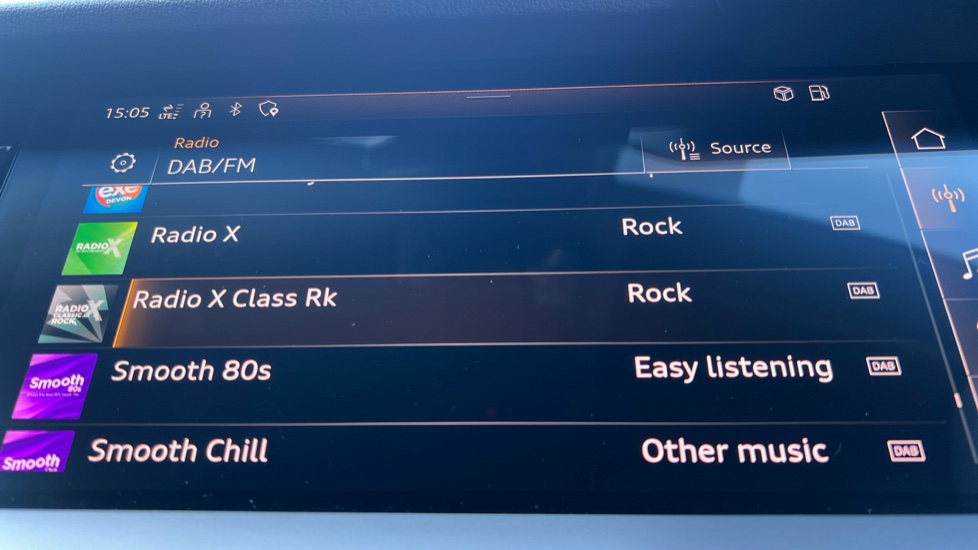 15:05 LTE
Radio
DAB/FM
Source
exe
DEVON
RADIO X
Radio X Rock DAB
RADIO X
CLASSIC
ROCK
Radio X Class Rk Rock DAB
Smooth
80s
Smooth 80s Easy listening DAB
Smooth
Smooth Chill Other music DAB